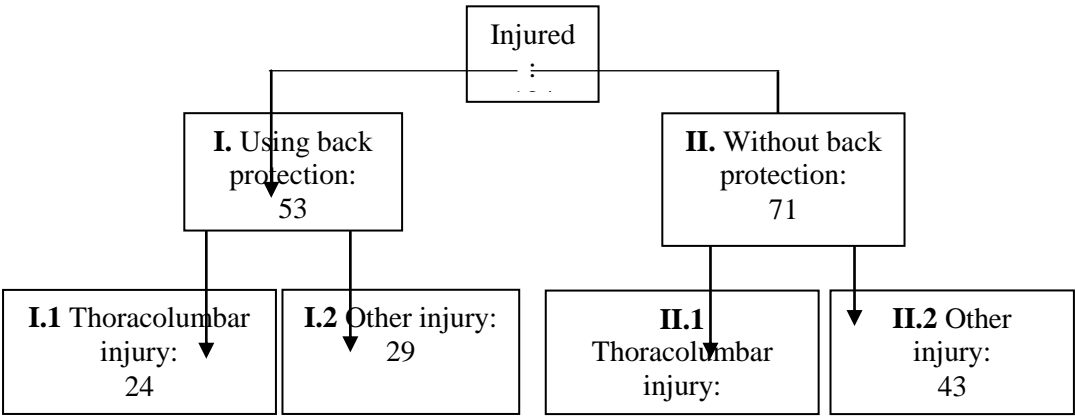 Injured
:
I. Using back
protection:
53
II. Without back
protection:
71
I.1 Thoracolumbar
injury:
24
I.2 Other injury:
29
II.1
Thoracolumbar
injury:
II.2 Other
injury:
43